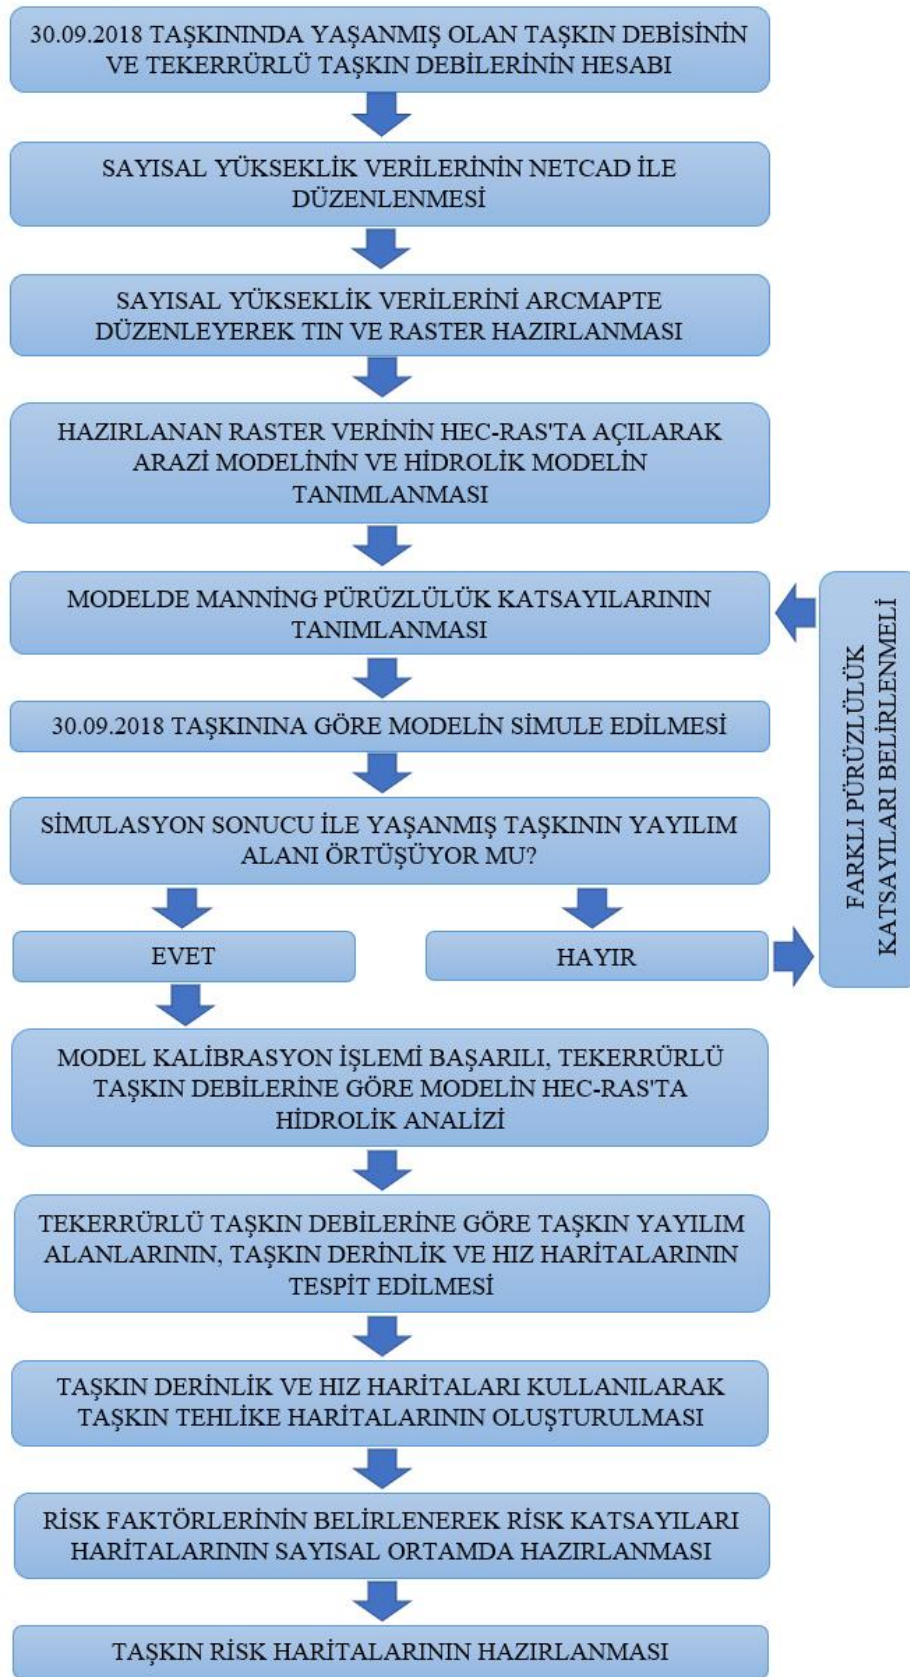 30.09.2018 TAŞKININDA YAŞANMIŞ OLAN TAŞKIN DEBİSİNİN
VE TEKERRÜRLÜ TAŞKIN DEBİLERİNİN HESABI
SAYISAL YÜKSEKLİK VERİLERİNİN NETCAD İLE
DÜZENLENMESİ
SAYISAL YÜKSEKLİK VERİLERİNİ ARCMAPTE
DÜZENLEYEREK TIN VE RASTER HAZIRLANMASI
HAZIRLANAN RASTER VERİNİN HEC-RAS'TA AÇILARAK
ARAZİ MODELİNİN VE HİDROLİK MODELİN
TANIMLANMASI
MODELDE MANNİNG PÜRÜZLÜLÜK KATSAYILARININ
TANIMLANMASI
30.09.2018 TAŞKININA GÖRE MODELİN SİMULE EDİLMESİ
SİMULASYON SONUCU İLE YAŞANMIŞ TAŞKININ YAYILIM
ALANI ÖRTÜŞÜYOR MU?
EVET
HAYIR
FARKLI PÜRÜZLÜLÜK
KATSAYILARI BELİRLENMELİ
MODEL KALİBRASYON İŞLEMİ BAŞARILI, TEKERRÜRLÜ
TAŞKIN DEBİLERİNE GÖRE MODELİN HEC-RAS'TA
HİDROLİK ANALİZİ
TEKERRÜRLÜ TAŞKIN DEBİLERİNE GÖRE TAŞKIN YAYILIM
ALANLARININ, TAŞKIN DERİNLİK VE HIZ HARİTALARININ
TESPİT EDİLMESİ
TAŞKIN DERİNLİK VE HIZ HARİTALARI KULLANILARAK
TAŞKIN TEHLİKE HARİTALARININ OLUŞTURULMASI
RİSK FAKTÖRLERİNİN BELİRLENEREK RİSK KATSAYILARI
HARİTALARININ SAYISAL ORTAMDA HAZIRLANMASI
TAŞKIN RİSK HARİTALARININ HAZIRLANMASI